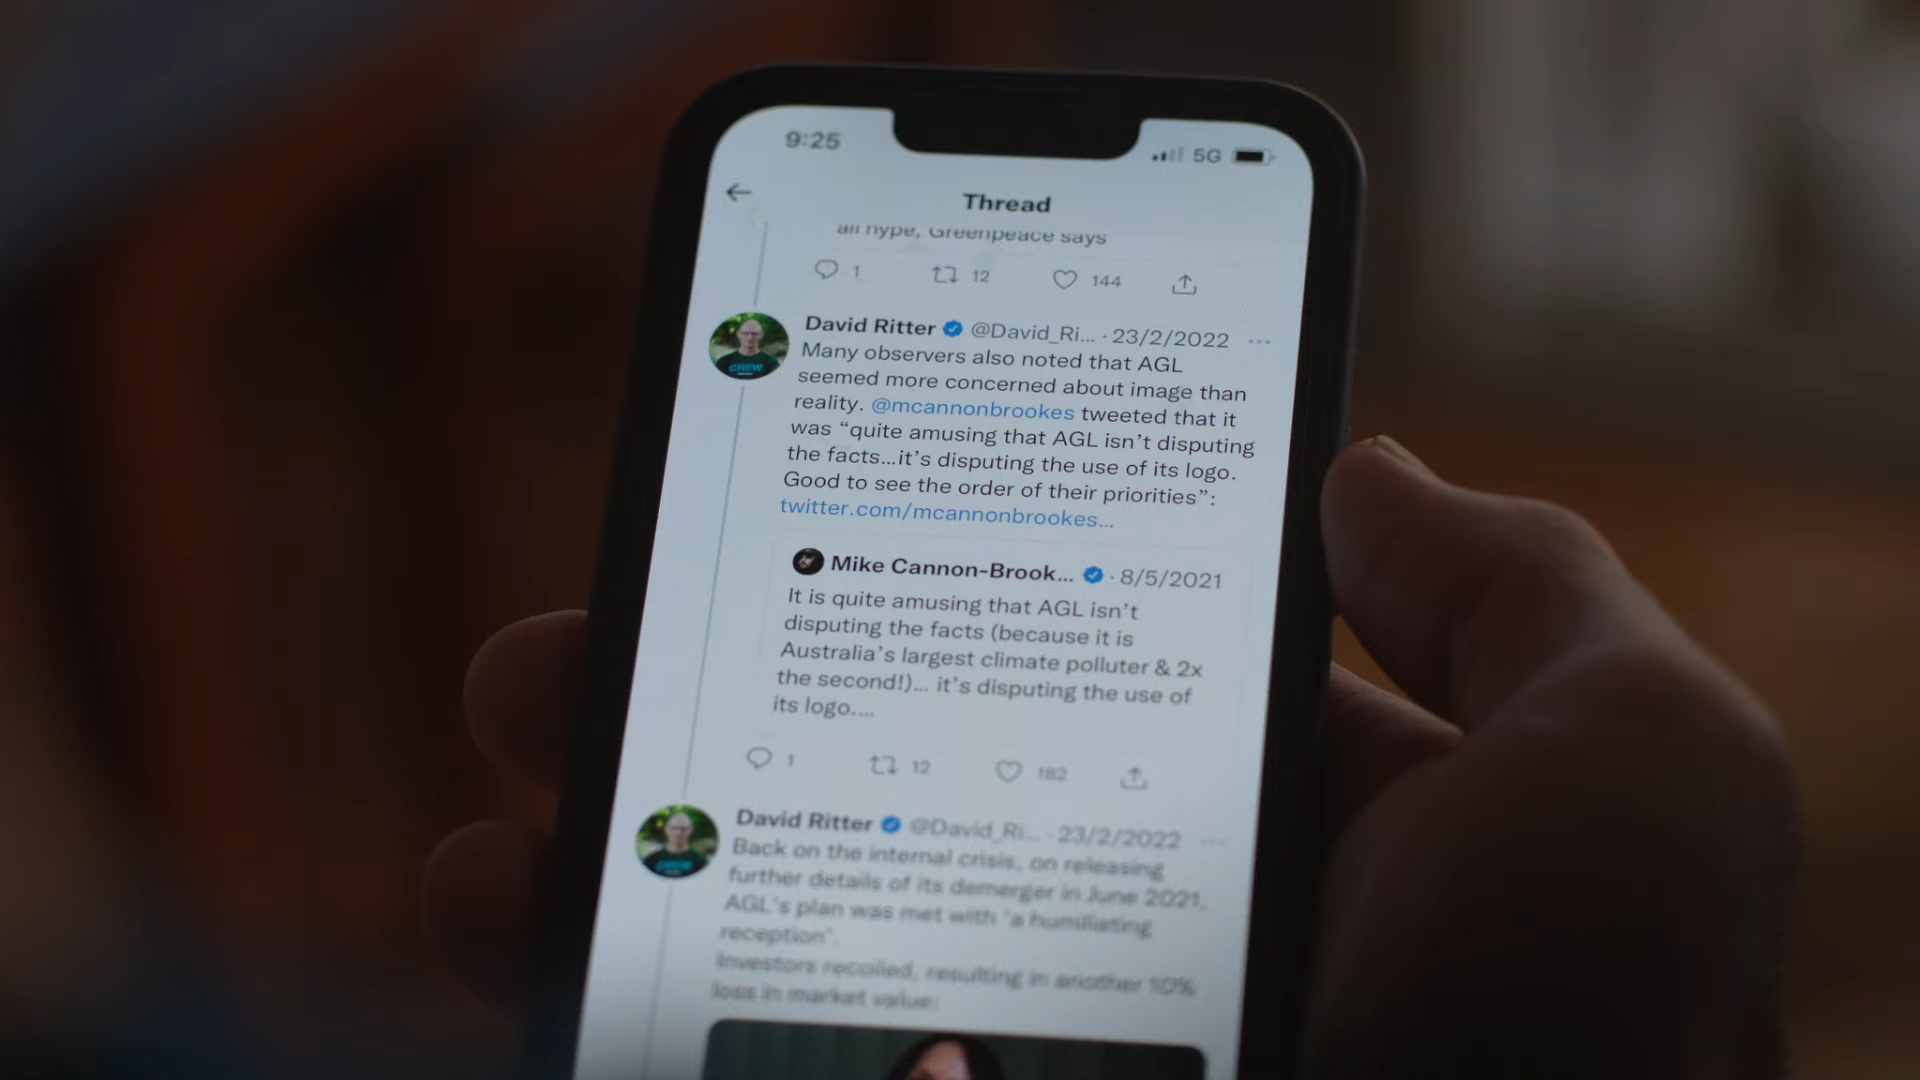 9:25
5G
Thread
all hype, Greenpeace says
1 12 144
David Ritter @David_Ri... · 23/2/2022 ...
Many observers also noted that AGL
seemed more concerned about image than
reality. @mcannonbrookes tweeted that it
was “quite amusing that AGL isn’t disputing
the facts...it’s disputing the use of its logo.
Good to see the order of their priorities”:
twitter.com/mcannonbrookes...
Mike Cannon-Brook... · 8/5/2021
It is quite amusing that AGL isn’t
disputing the facts (because it is
Australia’s largest climate polluter & 2x
the second!)... it’s disputing the use of
its logo....
1 12 182
David Ritter @David_Ri... · 23/2/2022 ...
Back on the internal crisis, on releasing
further details of its demerger in June 2021,
AGL’s plan was met with ‘a humiliating
reception’.
Investors recoiled, resulting in another 10%
loss in market value:
CREW